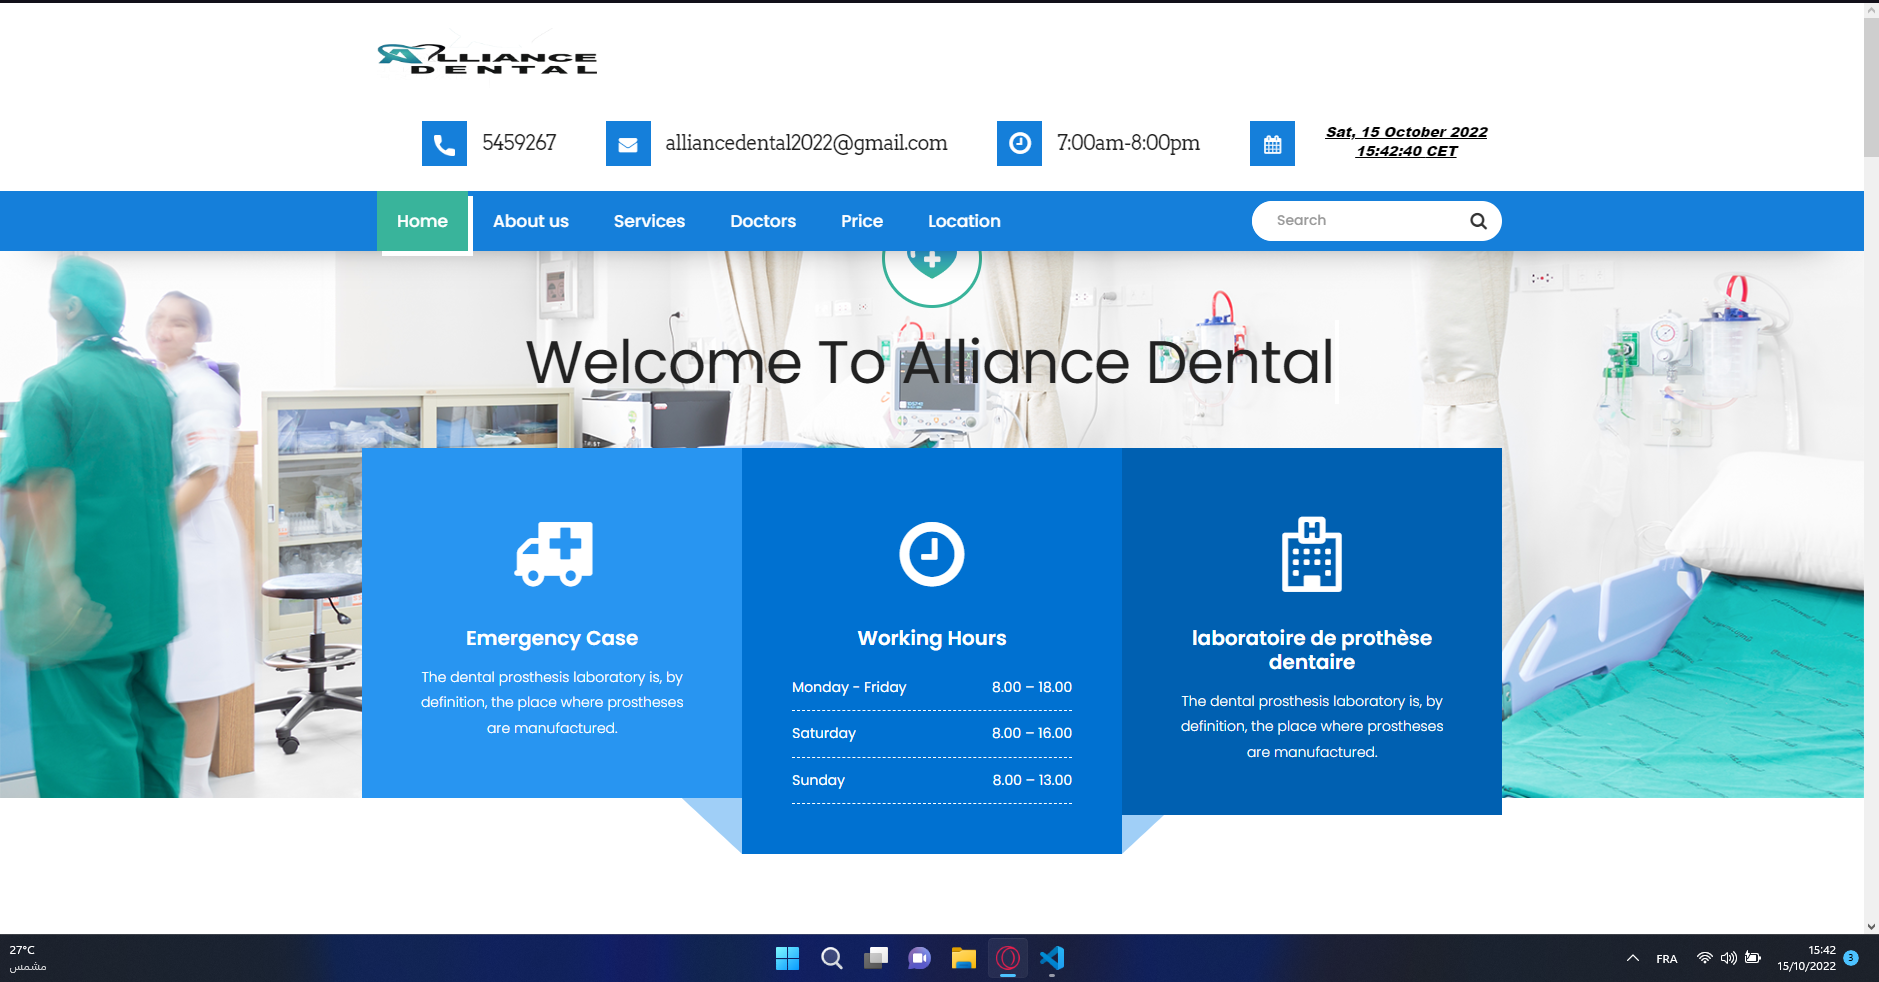 ALLIANCE
DENTAL
5459267
alliancedental2022@gmail.com
7:00am-8:00pm
Sat, 15 October 2022
15:42:40 CET
Home
About us
Services
Doctors
Price
Location
Search
Welcome To Alliance Dental
Emergency Case
The dental prosthesis laboratory is, by
definition, the place where prostheses
are manufactured.
Working Hours
Monday - Friday 8.00 – 18.00
Saturday 8.00 – 16.00
Sunday 8.00 – 13.00
H
laboratoire de prothèse
dentaire
The dental prosthesis laboratory is, by
definition, the place where prostheses
are manufactured.
27°C
مشمس
FRA
15:42
15/10/2022
3